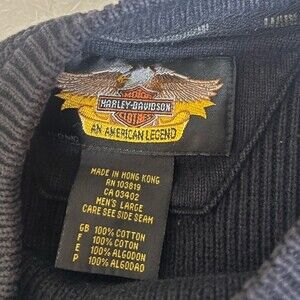 MOTOR
HARLEY-DAVIDSON
AN AMERICAN LEGEND
MADE IN HONG KONG
RN 103819
CA 03402
MEN'S LARGE
CARE SEE SIDE SEAM
GB 100% COTTON
F 100% COTON
E 100% ALGODON
P 100% ALGODAO